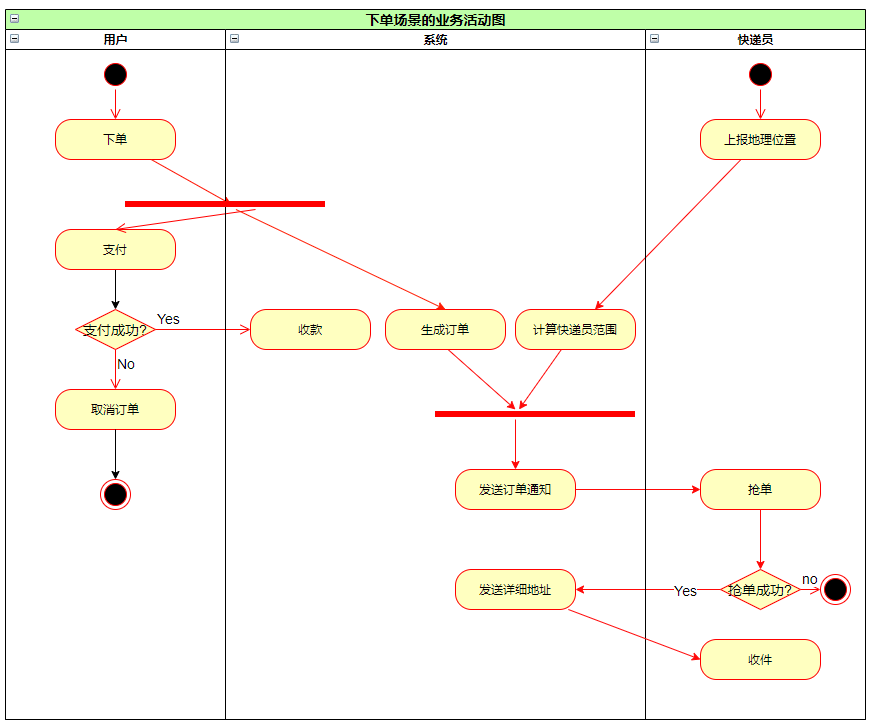 下单场景的业务活动图
用户
系统
快递员
下单
上报地理位置
支付
支付成功?
Yes
收款
生成订单
计算快递员范围
No
取消订单
发送订单通知
抢单
发送详细地址
Yes
抢单成功?
no
收件